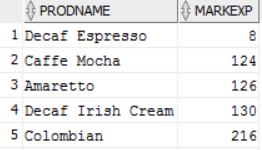 PRODNAME MARKEXP
1 Decaf Espresso 8
2 Caffe Mocha 124
3 Amaretto 126
4 Decaf Irish Cream 130
5 Colombian 216